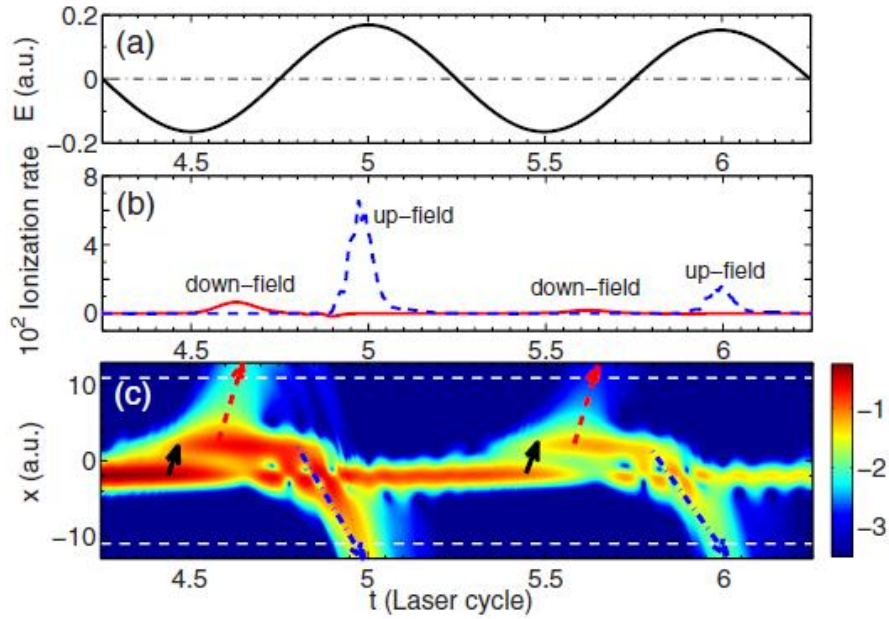 (a)
E (a.u.)
0.2
0
−0.2
4.5 5 5.5 6
(b)
10² Ionization rate
8
4
0
down−field
up−field
down−field
up−field
4.5 5 5.5 6
(c)
x (a.u.)
10
0
−10
−1
−2
−3
4.5 5 5.5 6
t (Laser cycle)